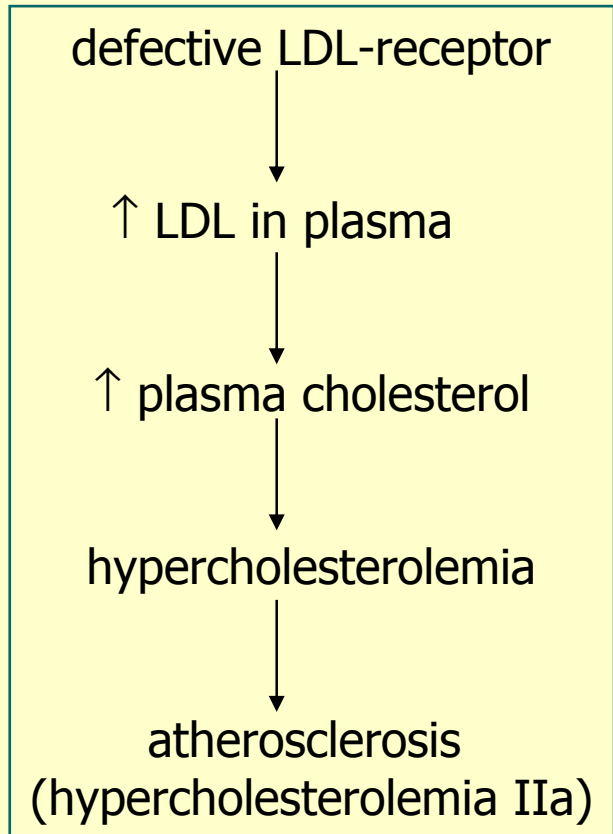 defective LDL-receptor
↑ LDL in plasma
↑ plasma cholesterol
hypercholesterolemia
atherosclerosis
(hypercholesterolemia IIa)